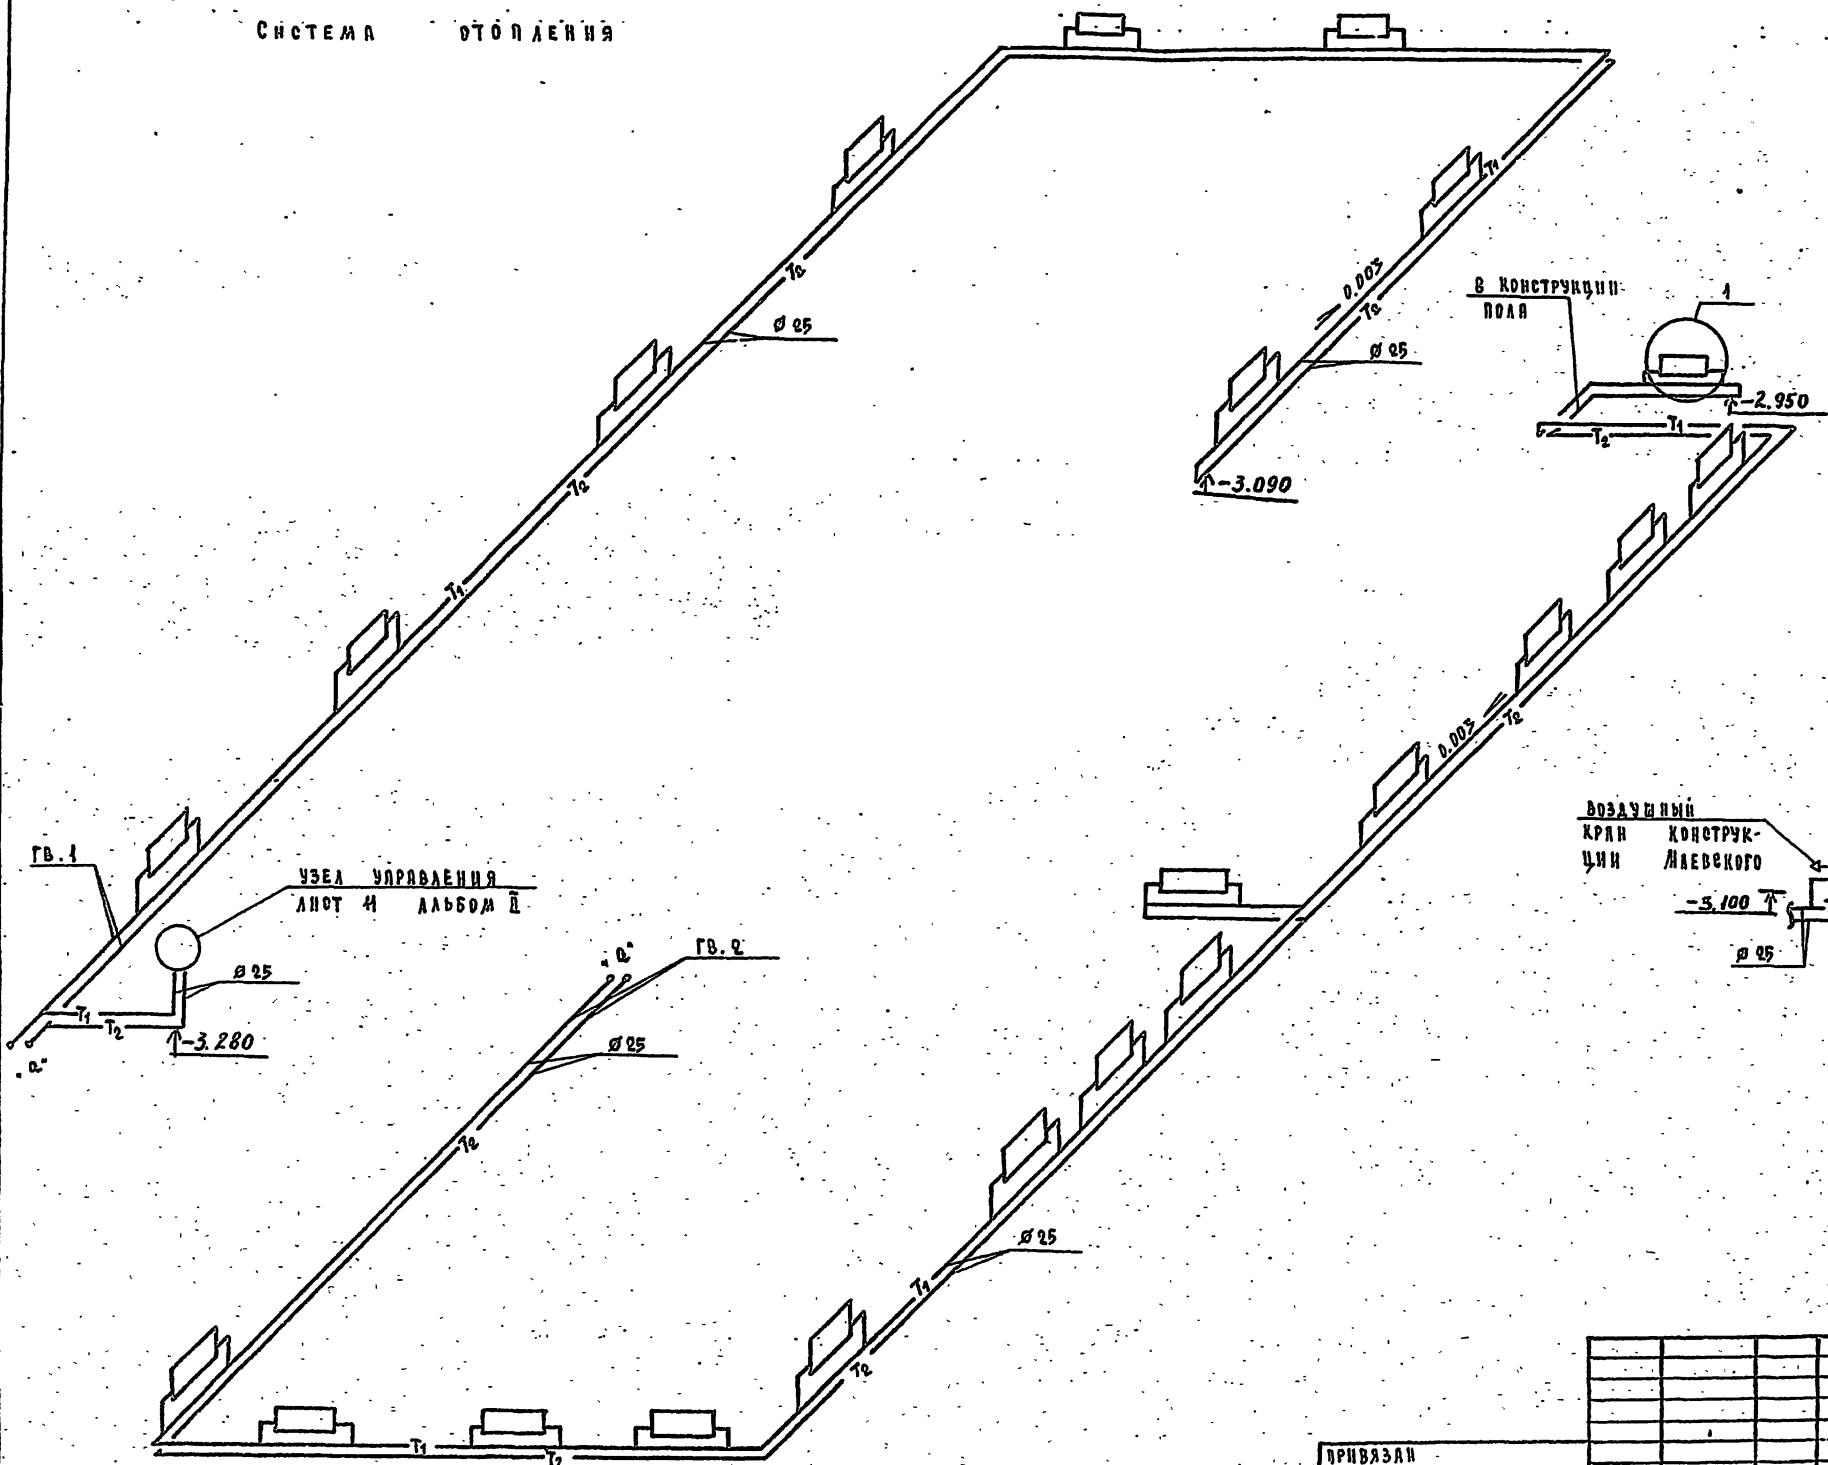 Система отопления
Т2
Ø 25
Т2
Т1
ГВ.1
УЗЕЛ УПРАВЛЕНИЯ
ЛИСТ 11 АЛЬБОМ II
Ø 25
Т1
Т2
-3.280
"а"
Т1
0.003
Т2
Ø 25
-3.090
В КОНСТРУКЦИИ
ПОЛА
1
-2.950
Т1
Т2
0.003
Т2
ВОЗДУШНЫЙ
КРАН КОНСТРУК-
ЦИИ МАЕВСКОГО
-3.100
Ø 25
"а"
ГВ.2
Ø 25
Т2
Ø 25
Т1
Т2
Т1
Т2
ПРИВЯЗАН